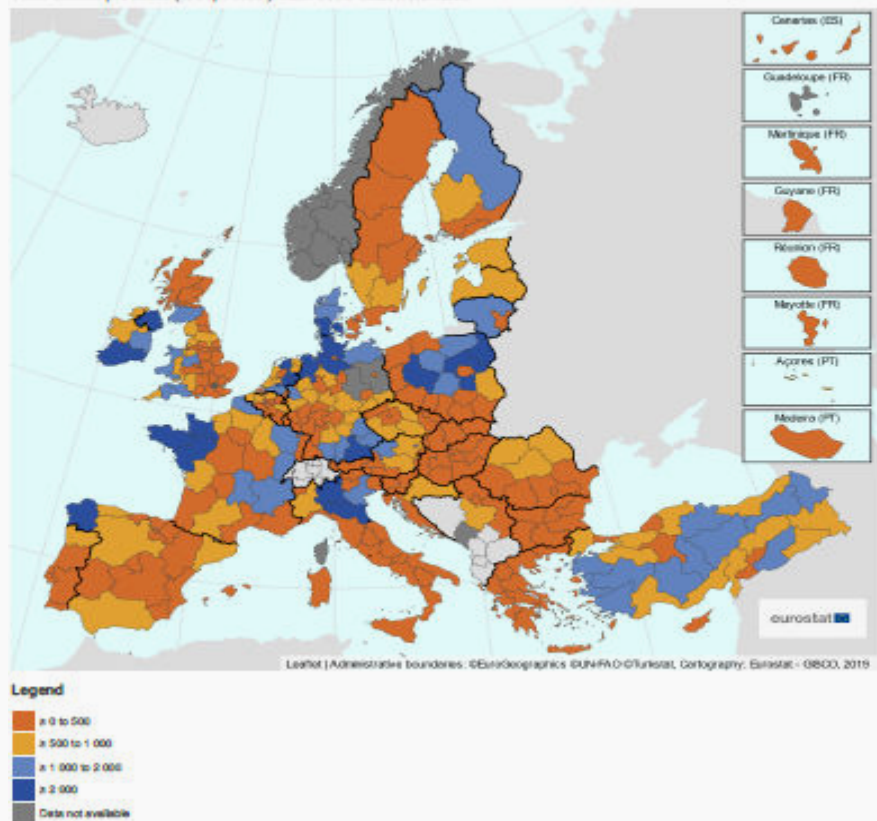 Canarias (ES)
Guadeloupe (FR)
Martinique (FR)
Guyane (FR)
Réunion (FR)
Mayotte (FR)
Açores (PT)
Madeira (PT)
eurostat
Leaflet | Administrative boundaries: ©EuroGeographics ©UN-FAO ©Turkstat, Cartography: Eurostat - GISCO, 2019
Legend
≥ 0 to 500
≥ 500 to 1 000
≥ 1 000 to 2 000
≥ 2 000
Data not available